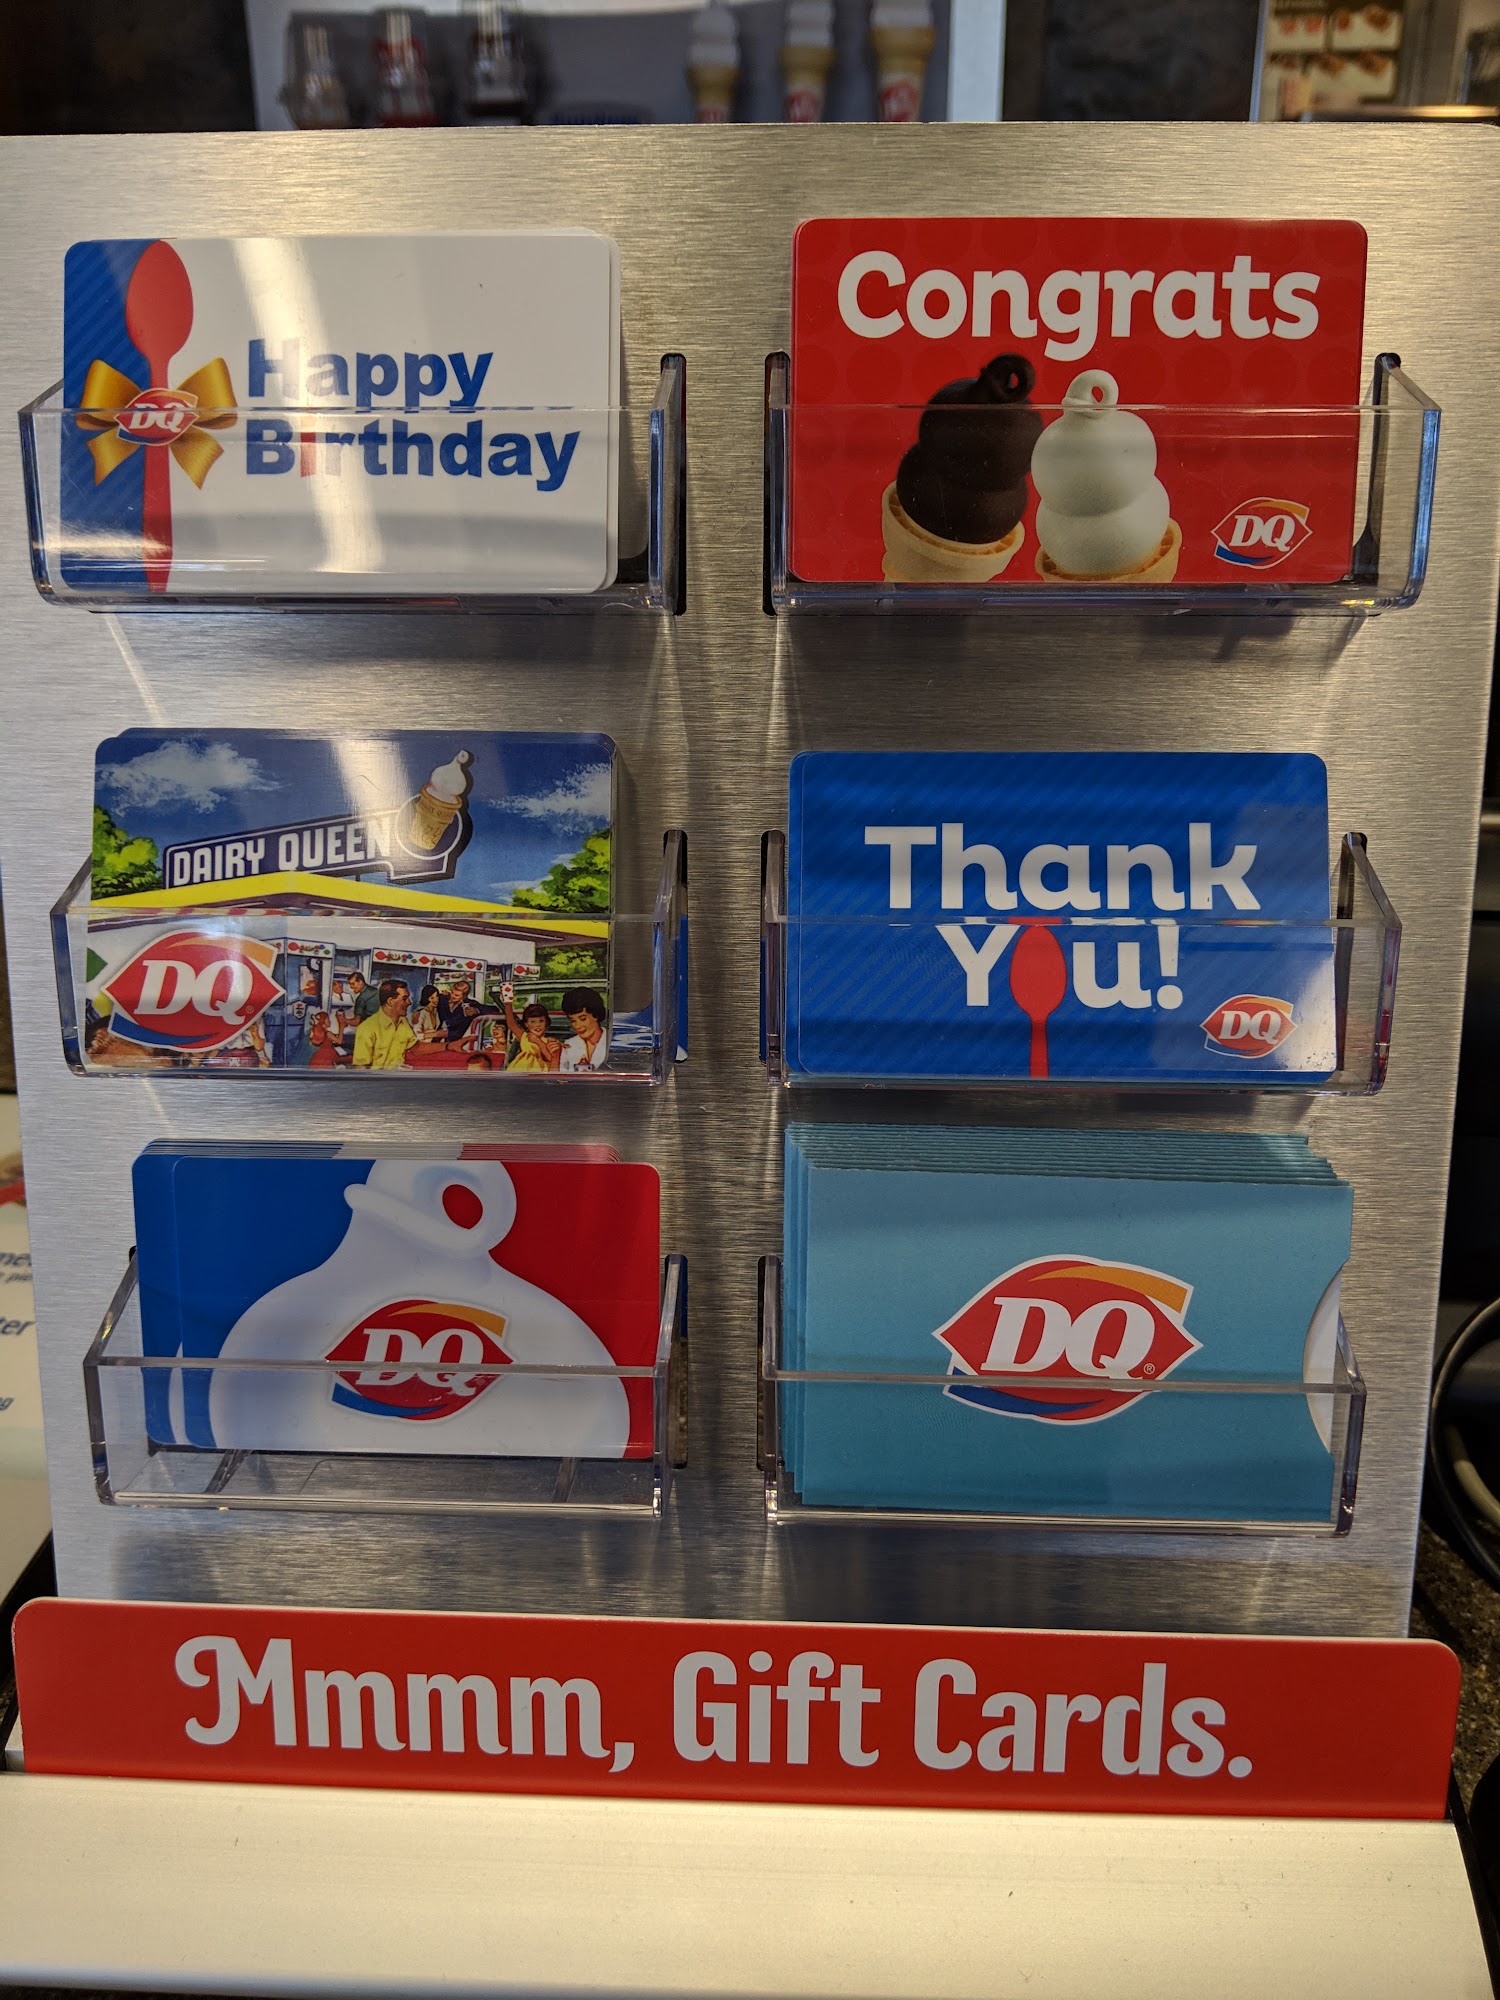 Happy
Birthday
DQ
Congrats
DQ
DAIRY QUEEN
DQ
Thank
You!
DQ
DQ
DQ®
Mmmm, Gift Cards.